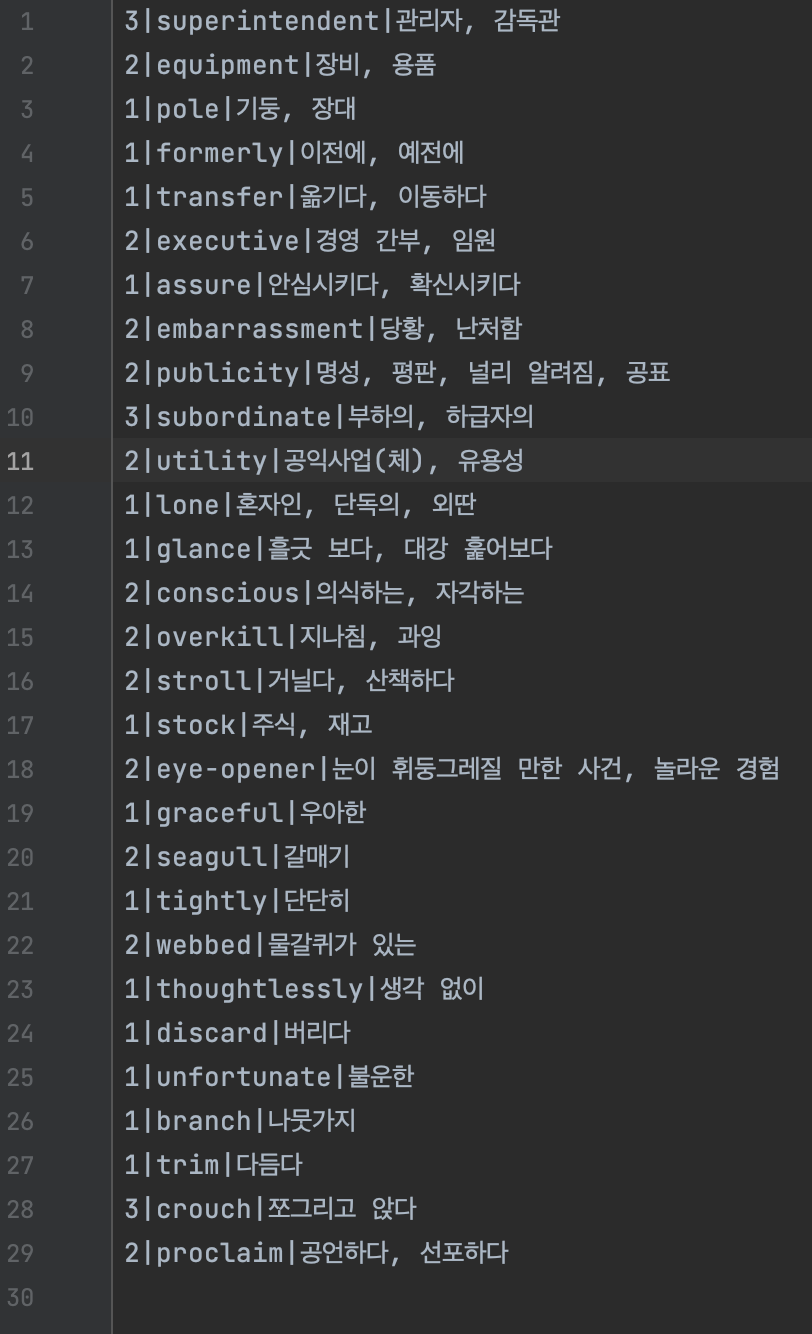 1 3|superintendent|관리자, 감독관
2 2|equipment|장비, 용품
3 1|pole|기둥, 장대
4 1|formerly|이전에, 예전에
5 1|transfer|옮기다, 이동하다
6 2|executive|경영 간부, 임원
7 1|assure|안심시키다, 확신시키다
8 2|embarrassment|당황, 난처함
9 2|publicity|명성, 평판, 널리 알려짐, 공표
10 3|subordinate|부하의, 하급자의
11 2|utility|공익사업(체), 유용성
12 1|lone|혼자인, 단독의, 외딴
13 1|glance|흘긋 보다, 대강 훑어보다
14 2|conscious|의식하는, 자각하는
15 2|overkill|지나침, 과잉
16 2|stroll|거닐다, 산책하다
17 1|stock|주식, 재고
18 2|eye-opener|눈이 휘둥그레질 만한 사건, 놀라운 경험
19 1|graceful|우아한
20 2|seagull|갈매기
21 1|tightly|단단히
22 2|webbed|물갈퀴가 있는
23 1|thoughtlessly|생각 없이
24 1|discard|버리다
25 1|unfortunate|불운한
26 1|branch|나뭇가지
27 1|trim|다듬다
28 3|crouch|쪼그리고 앉다
29 2|proclaim|공언하다, 선포하다
30